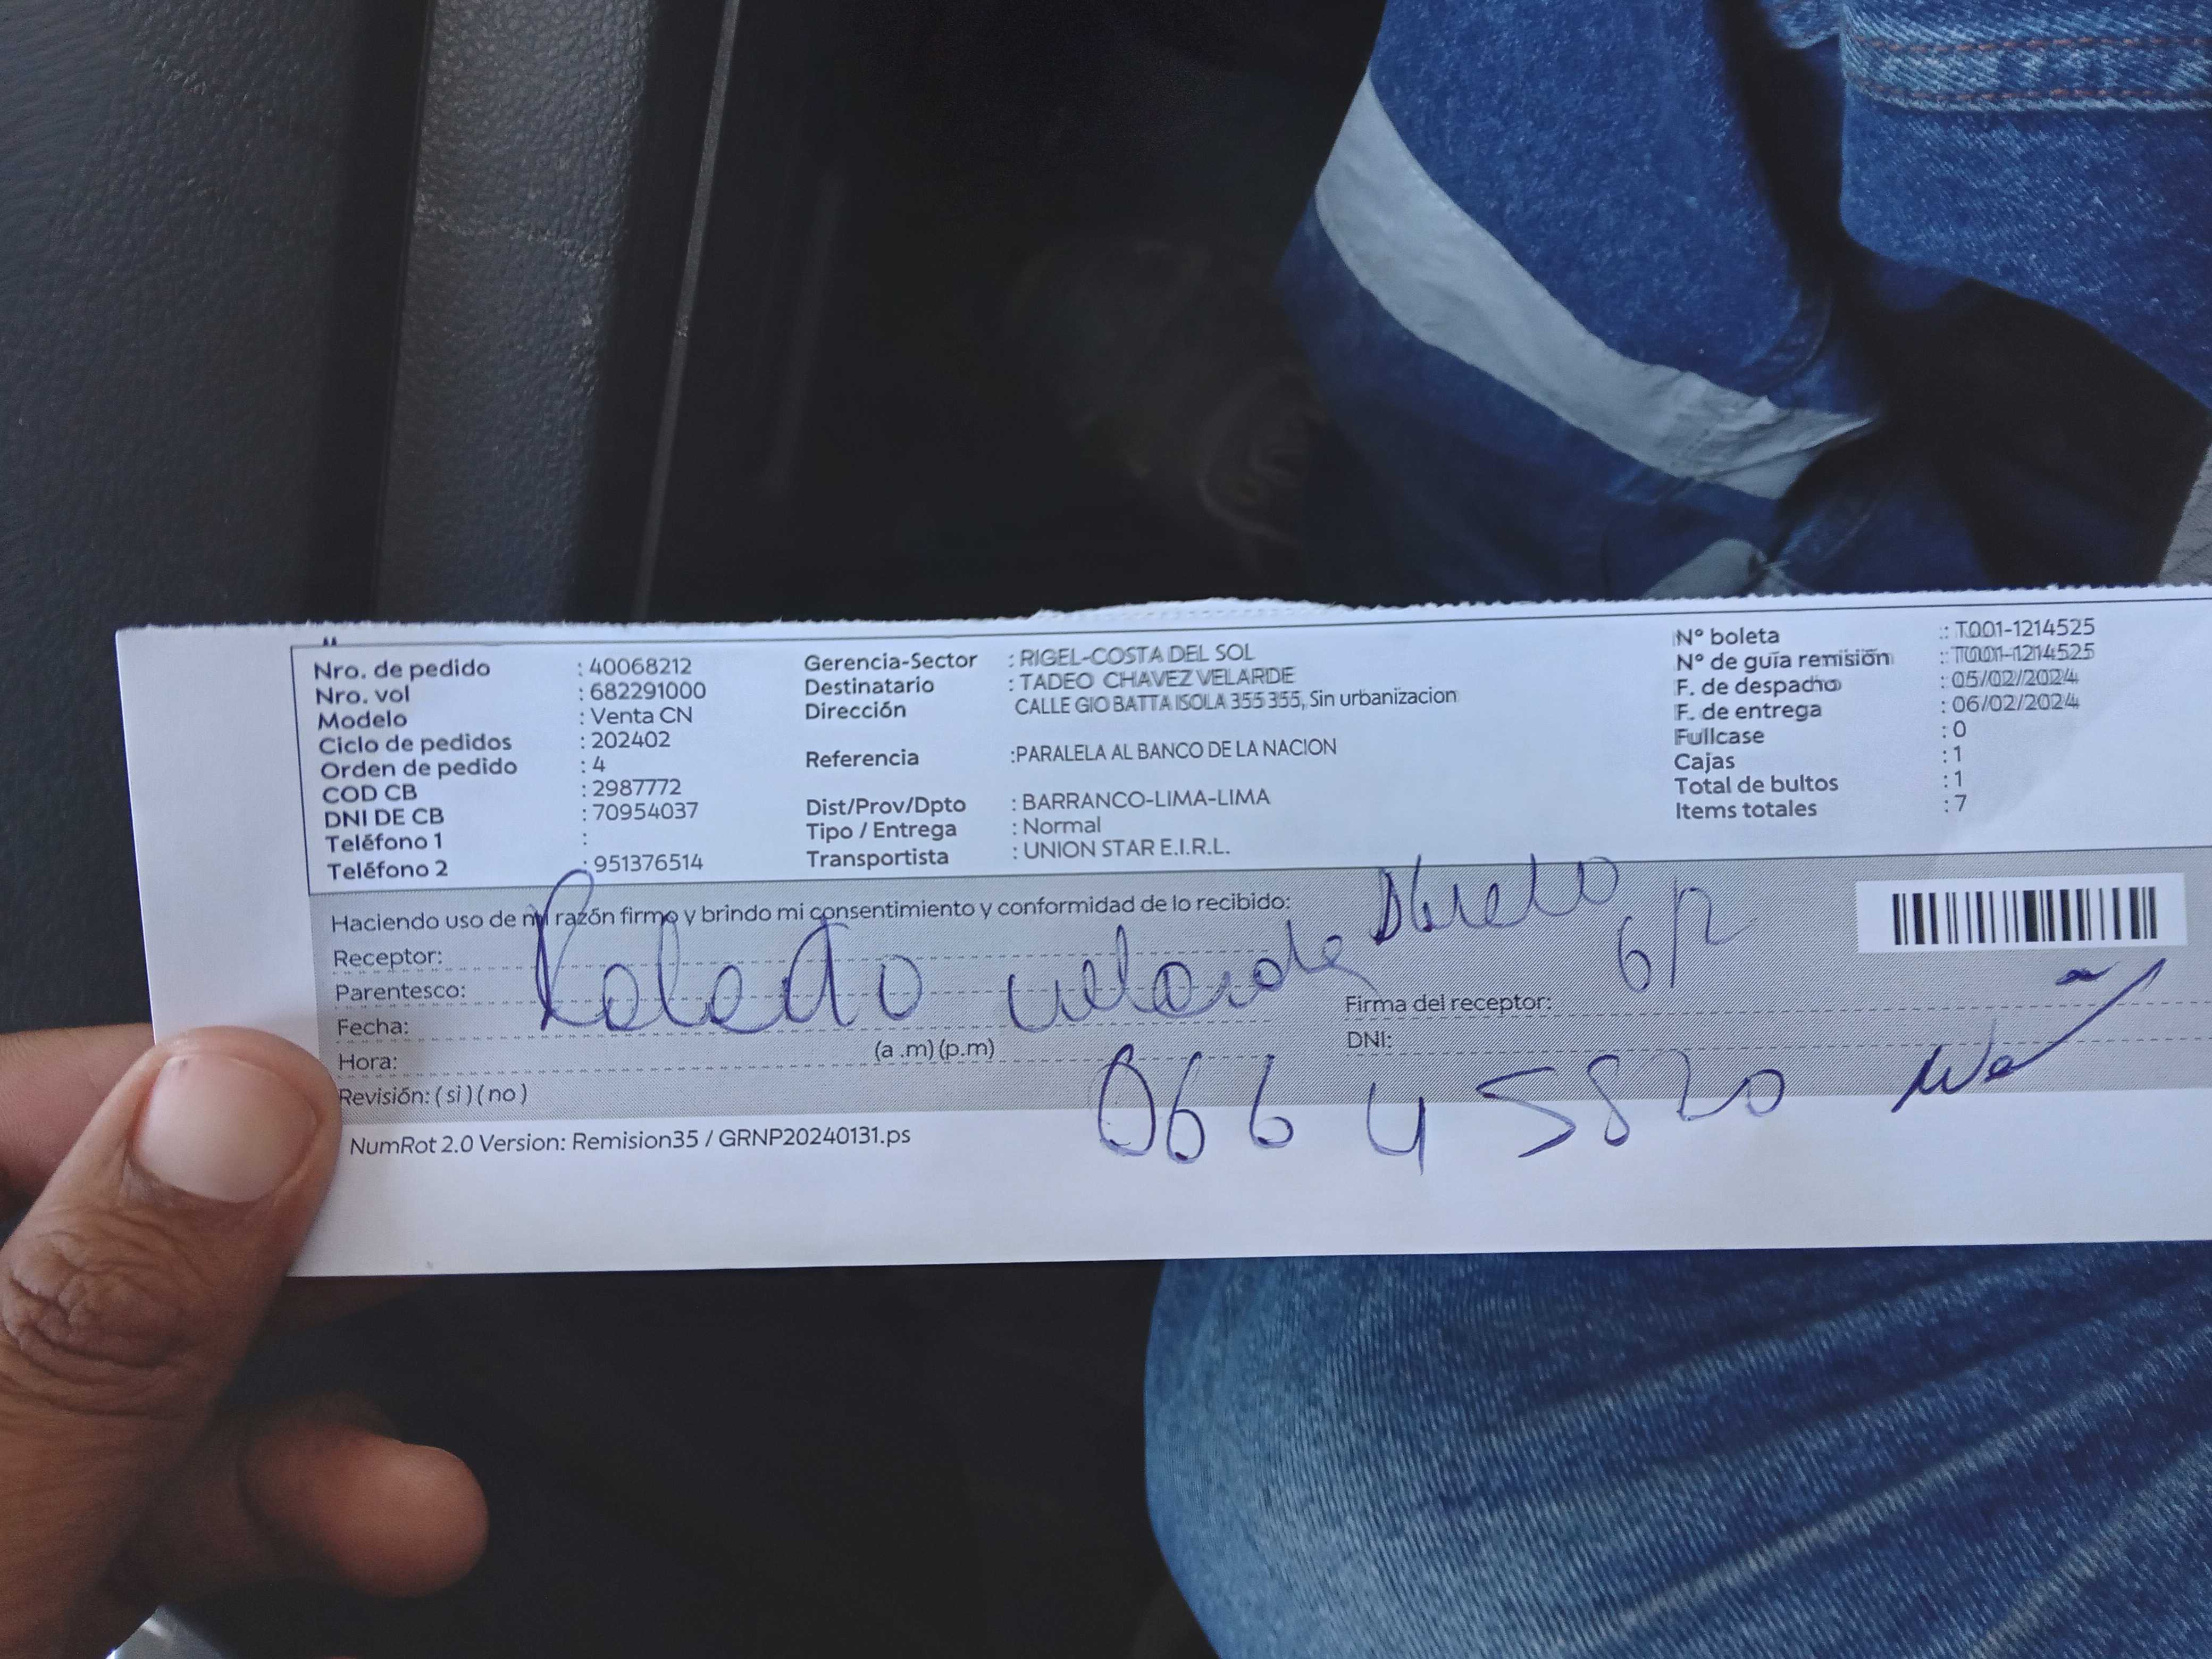 Nro. de pedido : 40068212
Nro. vol : 682291000
Modelo : Venta CN
Ciclo de pedidos : 202402
Orden de pedido : 4
COD CB : 2987772
DNI DE CB : 70954037
Teléfono 1 :
Teléfono 2 : 951376514
Gerencia-Sector : RIGEL-COSTA DEL SOL
Destinatario : TADEO CHAVEZ VELARDE
Dirección CALLE GIO BATTA ISOLA 355 355, Sin urbanizacion
Referencia :PARALELA AL BANCO DE LA NACION
Dist/Prov/Dpto : BARRANCO-LIMA-LIMA
Tipo / Entrega : Normal
Transportista : UNION STAR E.I.R.L.
N° boleta :: T001-1214525
N° de guía remisión :: T001-1214525
F. de despacho : 05/02/2024
F. de entrega : 06/02/2024
Fullcase : 0
Cajas : 1
Total de bultos : 1
Items totales : 7
Haciendo uso de mi razón firmo y brindo mi consentimiento y conformidad de lo recibido:
Receptor:
velarde
6/2
Parentesco:
Fecha:
Firma del receptor:
Hora: (a .m) (p.m)
DNI:
06645820
Revisión: ( si ) ( no )
NumRot 2.0 Version: Remision35 / GRNP20240131.ps